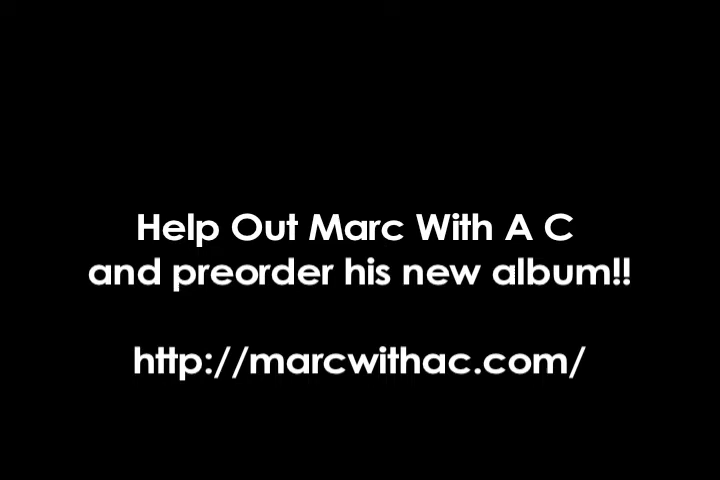 Help Out Marc With A C
and preorder his new album!!
http://marcwithac.com/